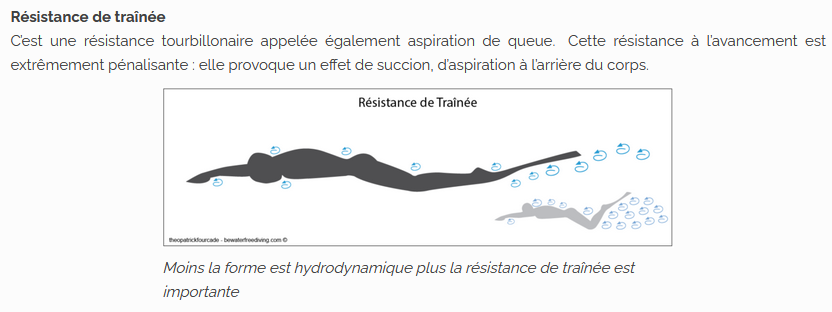 Résistance de traînée
C'est une résistance tourbillonaire appelée également aspiration de queue. Cette résistance à l'avancement est
extrêmement pénalisante : elle provoque un effet de succion, d'aspiration à l'arrière du corps.
Résistance de Traînée
theopatrickfourcade - bewaterfreediving.com ©
Moins la forme est hydrodynamique plus la résistance de traînée est
importante